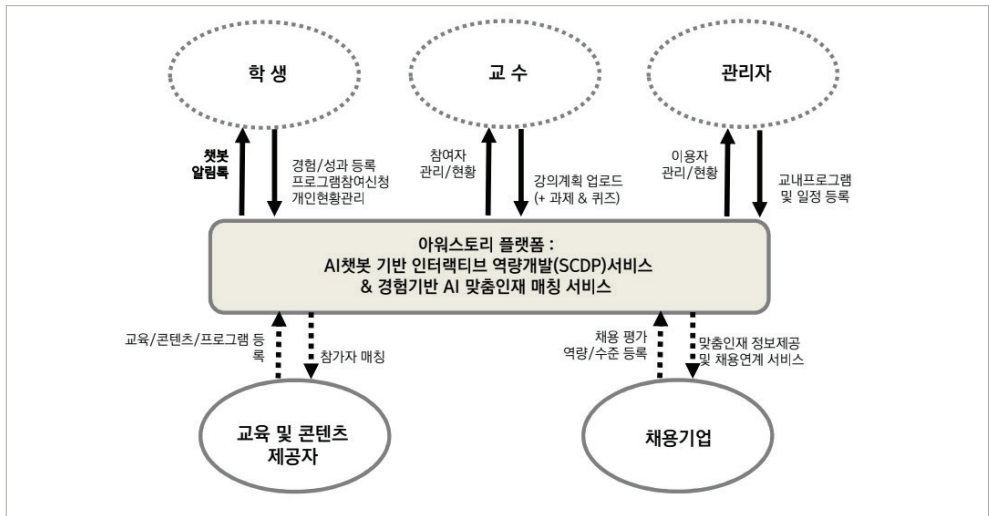 학 생
교 수
관리자
챗봇
알림톡
경험/성과 등록
프로그램참여신청
개인현황관리
참여자
관리/현황
강의계획 업로드
(+ 과제 & 퀴즈)
이용자
관리/현황
교내프로그램
및 일정 등록
아워스토리 플랫폼 :
AI챗봇 기반 인터랙티브 역량개발(SCDP)서비스
& 경험기반 AI 맞춤인재 매칭 서비스
교육/콘텐츠/프로그램 등
록
참가자 매칭
채용 평가
역량/수준 등록
맞춤인재 정보제공
및 채용연계 서비스
교육 및 콘텐츠
제공자
채용기업